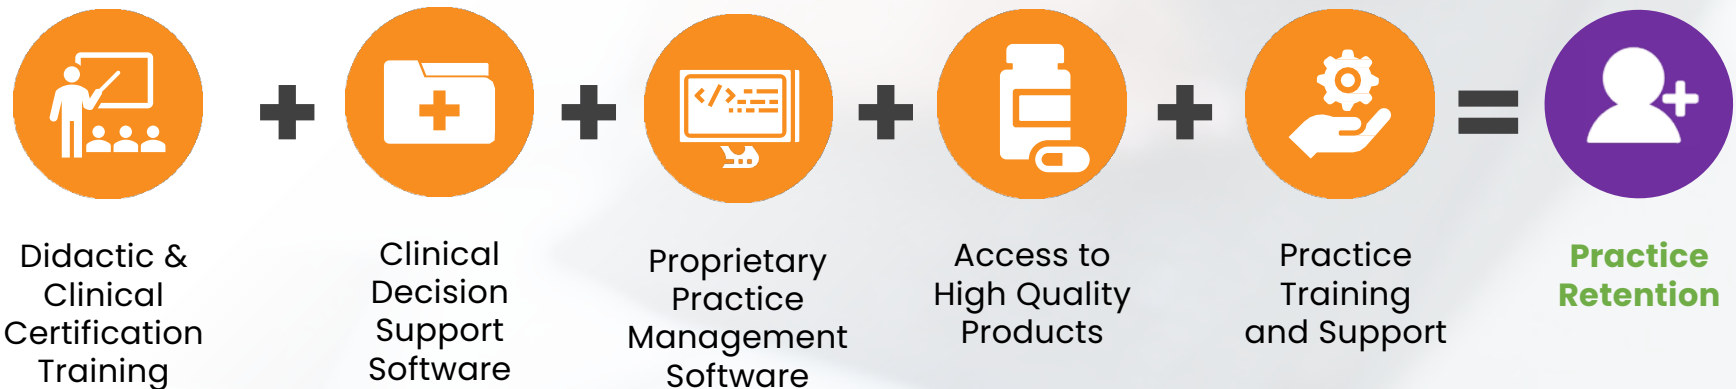 Didactic &
Clinical
Certification
Training
Clinical
Decision
Support
Software
Proprietary
Practice
Management
Software
Access to
High Quality
Products
Practice
Training
and Support
Practice
Retention